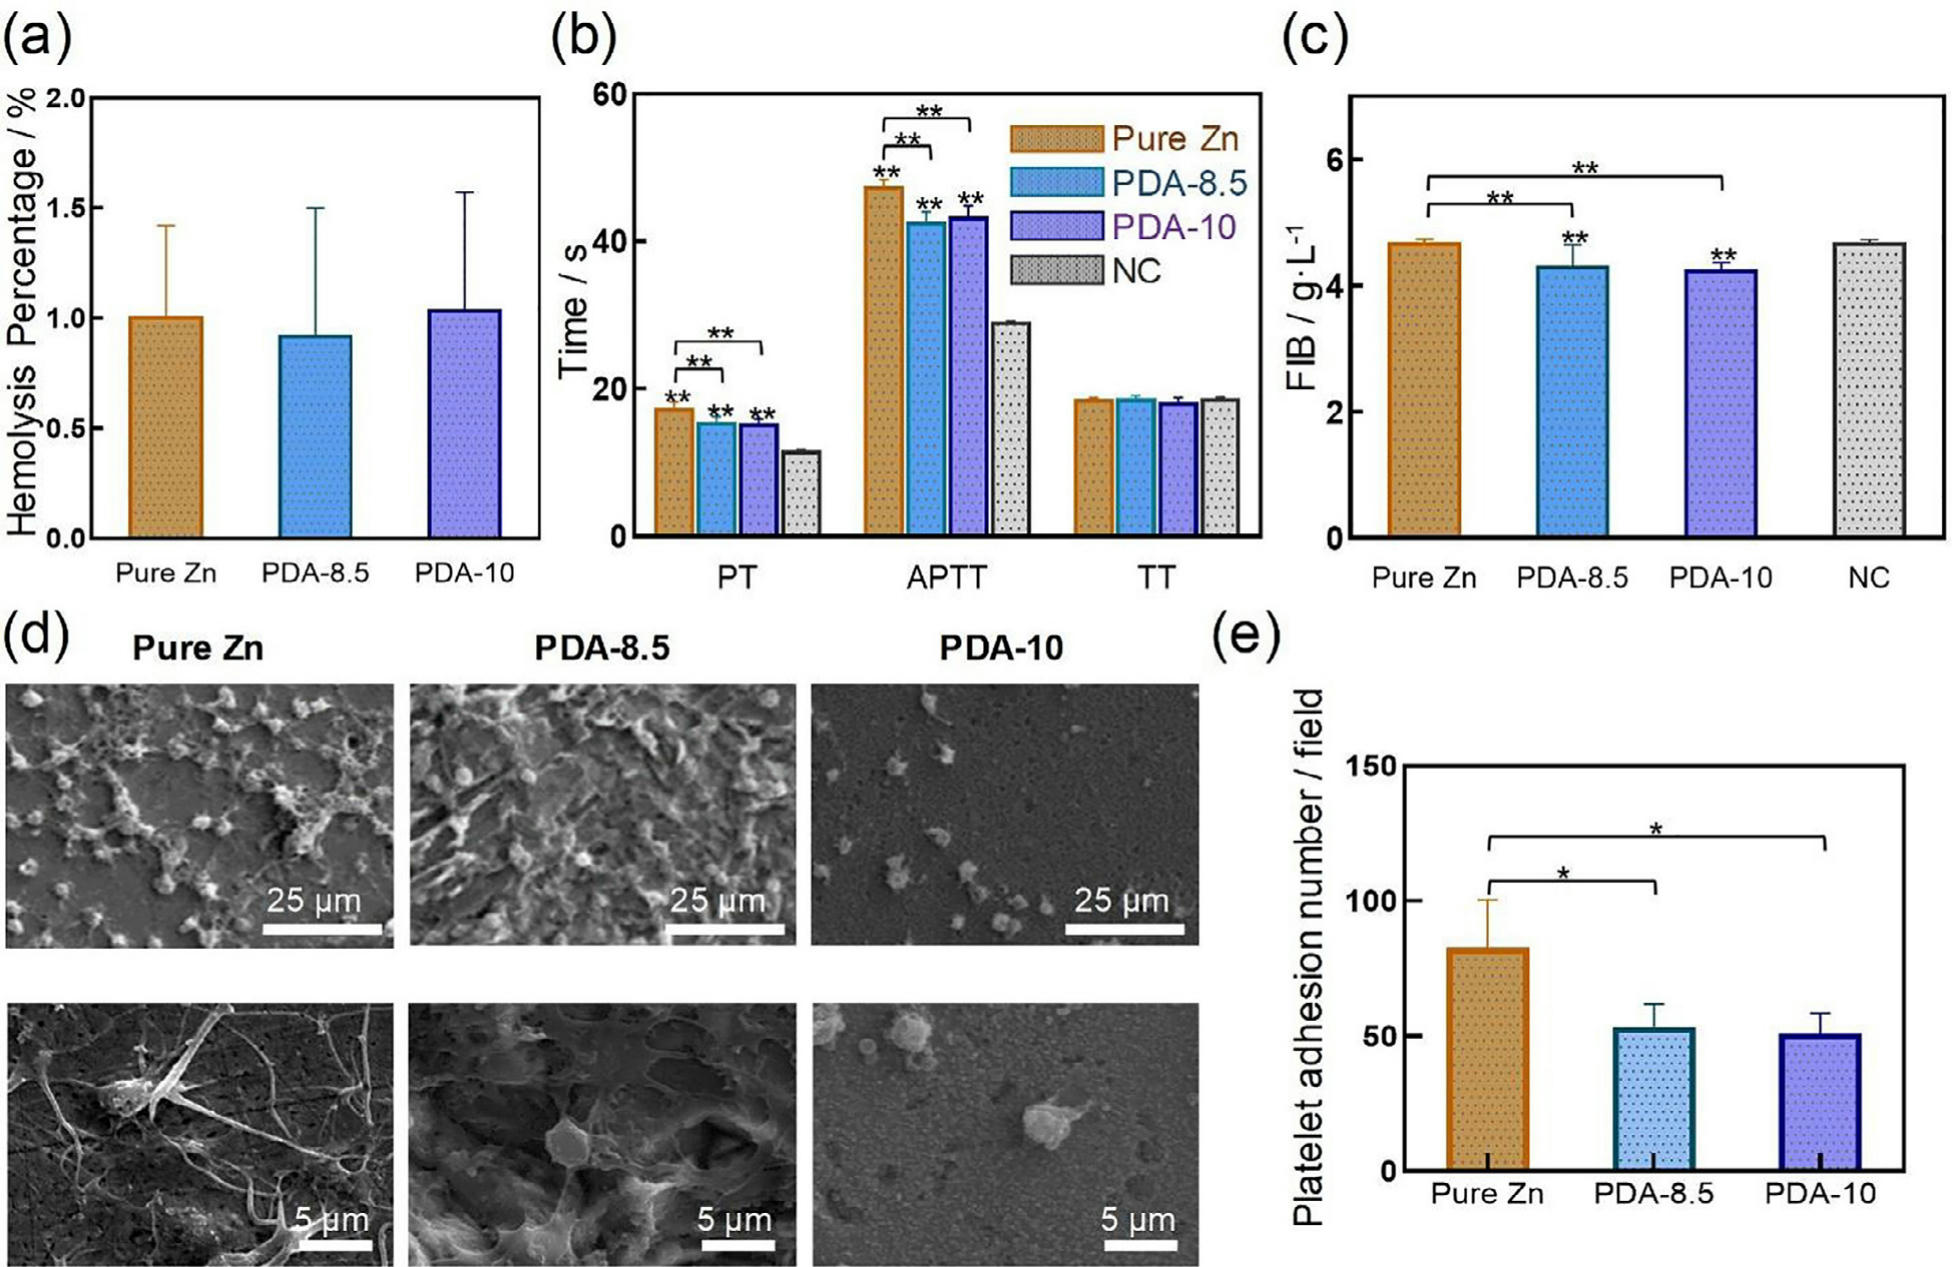 (a)
Hemolysis Percentage / %
2.0
1.5
1.0
0.5
0.0
Pure Zn PDA-8.5 PDA-10
(b)
Time / s
60
40
20
0
** ** ** ** **
** ** ** ** **
Pure Zn
PDA-8.5
PDA-10
NC
PT APTT TT
(c)
FIB / g·L-1
6
4
2
0
**
**
**
**
Pure Zn PDA-8.5 PDA-10 NC
(d)
Pure Zn PDA-8.5 PDA-10
25 μm 25 μm 25 μm
5 μm 5 μm 5 μm
(e)
Platelet adhesion number / field
150
100
50
0
*
*
Pure Zn PDA-8.5 PDA-10